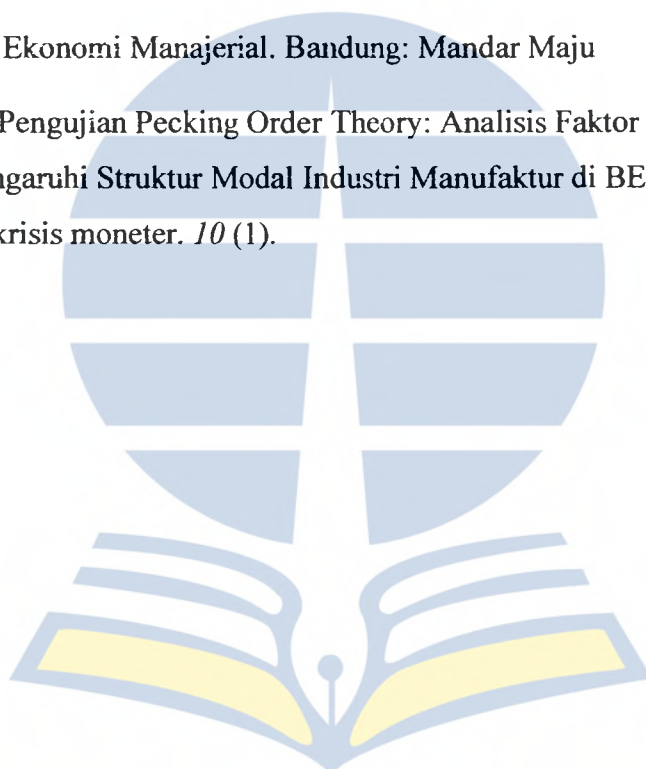 Ekonomi Manajerial. Bandung: Mandar Maju
Pengujian Pecking Order Theory: Analisis Faktor
ngaruhi Struktur Modal Industri Manufaktur di BE
krisis moneter. 10 (1).